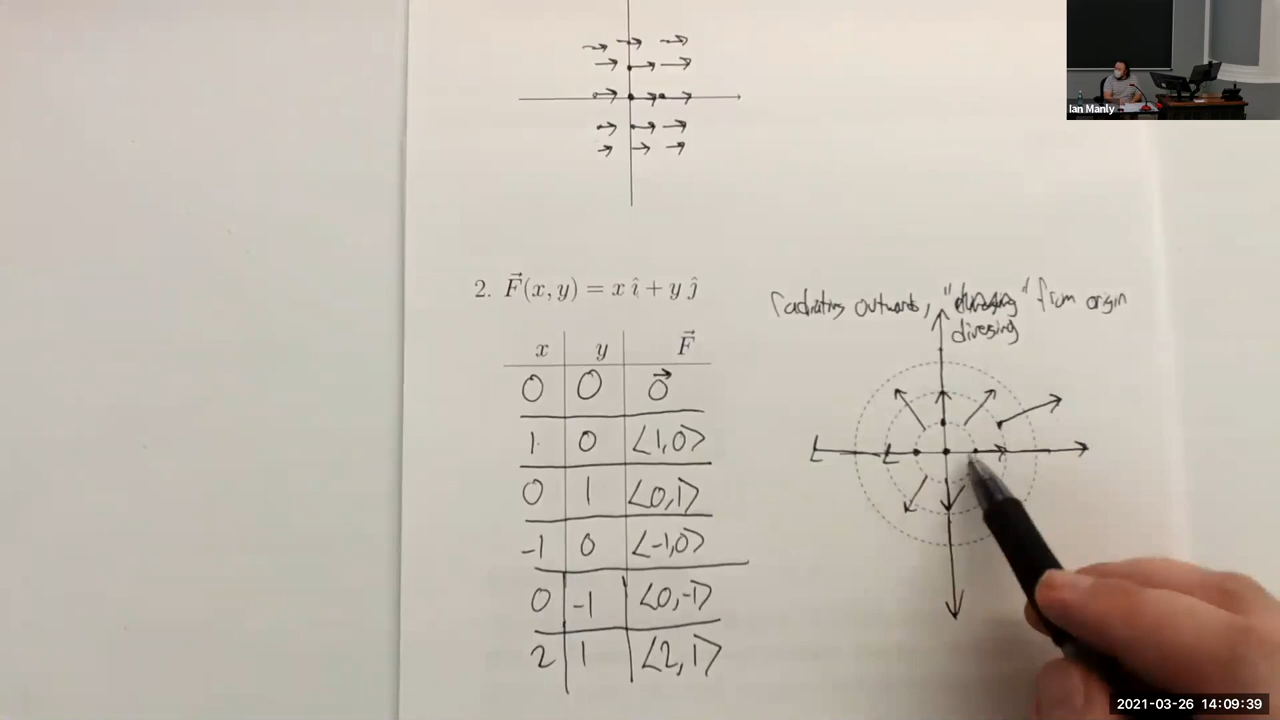 Ian Manly
2. F⃗(x, y) = x î + y ĵ
radiating outwards, " " from origin
diverging
x y F⃗
0 0 0⃗
1 0 ⟨1,0⟩
0 1 ⟨0,1⟩
-1 0 ⟨-1,0⟩
0 -1 ⟨0,-1⟩
2 1 ⟨2,1⟩
2021-03-26 14:09:39